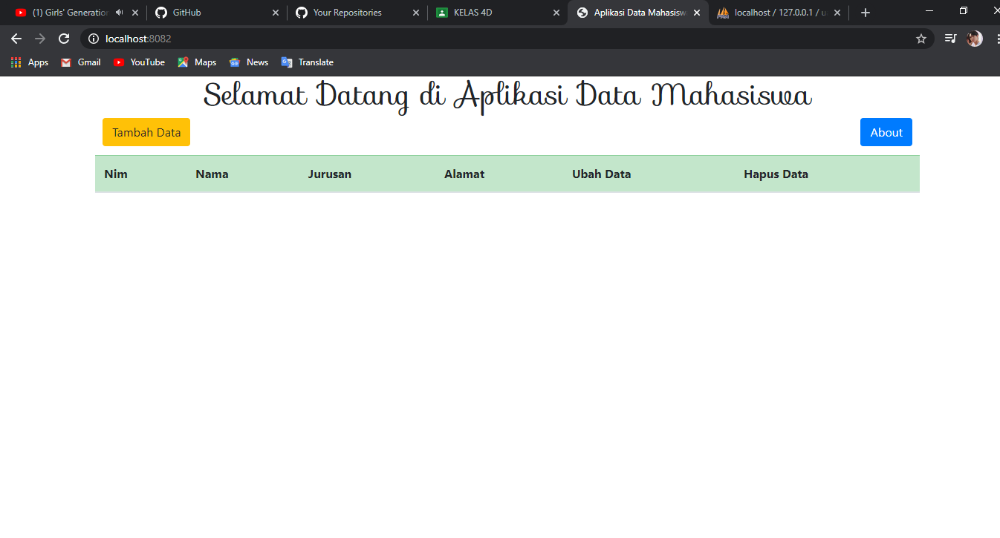 (1) Girls' Generation
GitHub
Your Repositories
KELAS 4D
Aplikasi Data Mahasisw
localhost / 127.0.0.1 / u
localhost:8082
Apps
Gmail
YouTube
Maps
News
Translate
Selamat Datang di Aplikasi Data Mahasiswa
Tambah Data
About
Nim Nama Jurusan Alamat Ubah Data Hapus Data